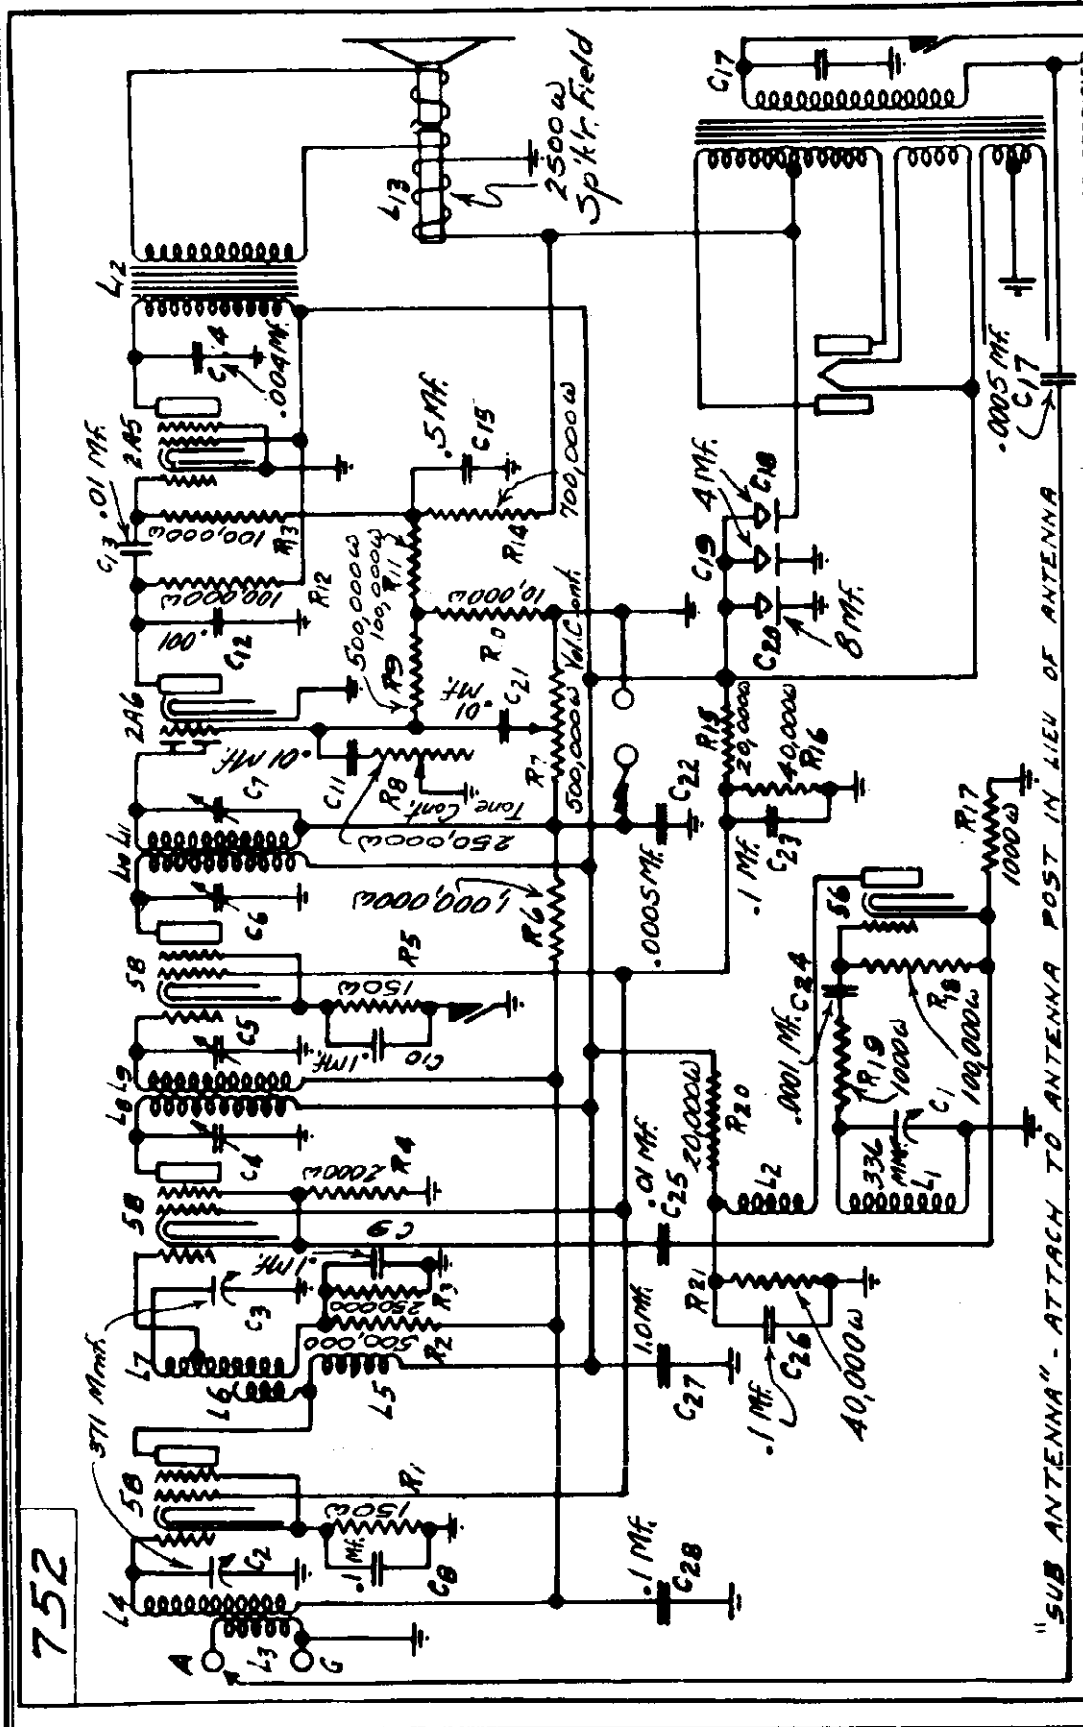 752
A
G
L3
L4
371 Mmf.
C2
58
.1 Mf.
C8
150ω
R1
L6
L7
L5
C3
500,000
R2
250000
R3
.1 Mf.
C9
58
2000ω
R4
C4
L8
L9
C5
58
.1 Mf.
C10
150ω
R5
C6
L10
L11
C7
1,000,000ω
R6
250,000ω
Tone Cont.
R8
C11
.01 Mf.
2A6
.001
C12
100,000ω
R12
C13
.01 Mf.
100,000ω
R13
2A5
C14
.004 Mf.
L12
L13
2500ω
Sp'k'r. Field
R9
500,000ω
100,000ω
R11
.01
Mf.
C21
R10
10,000ω
R14
700,000ω
.5 Mf.
C15
R7
500,000ω Vol. Cont.
.1 Mf.
C28
1.0 Mf.
C27
.01 Mf.
C25
.0005 Mf.
C22
R15
20,000ω
40,000ω
R16
.1 Mf.
C23
C20
8 Mf.
C19
4 Mf.
C18
C17
.0005 Mf.
C17
R21
.1 Mf.
C26
40,000ω
20,000ω
R20
L2
336
Mmf.
L1
C1
R19
1000ω
.0001 Mf.
C24
R18
100,000ω
56
R17
1000ω
"SUB ANTENNA" - ATTACH TO ANTENNA POST IN LIEU OF ANTENNA